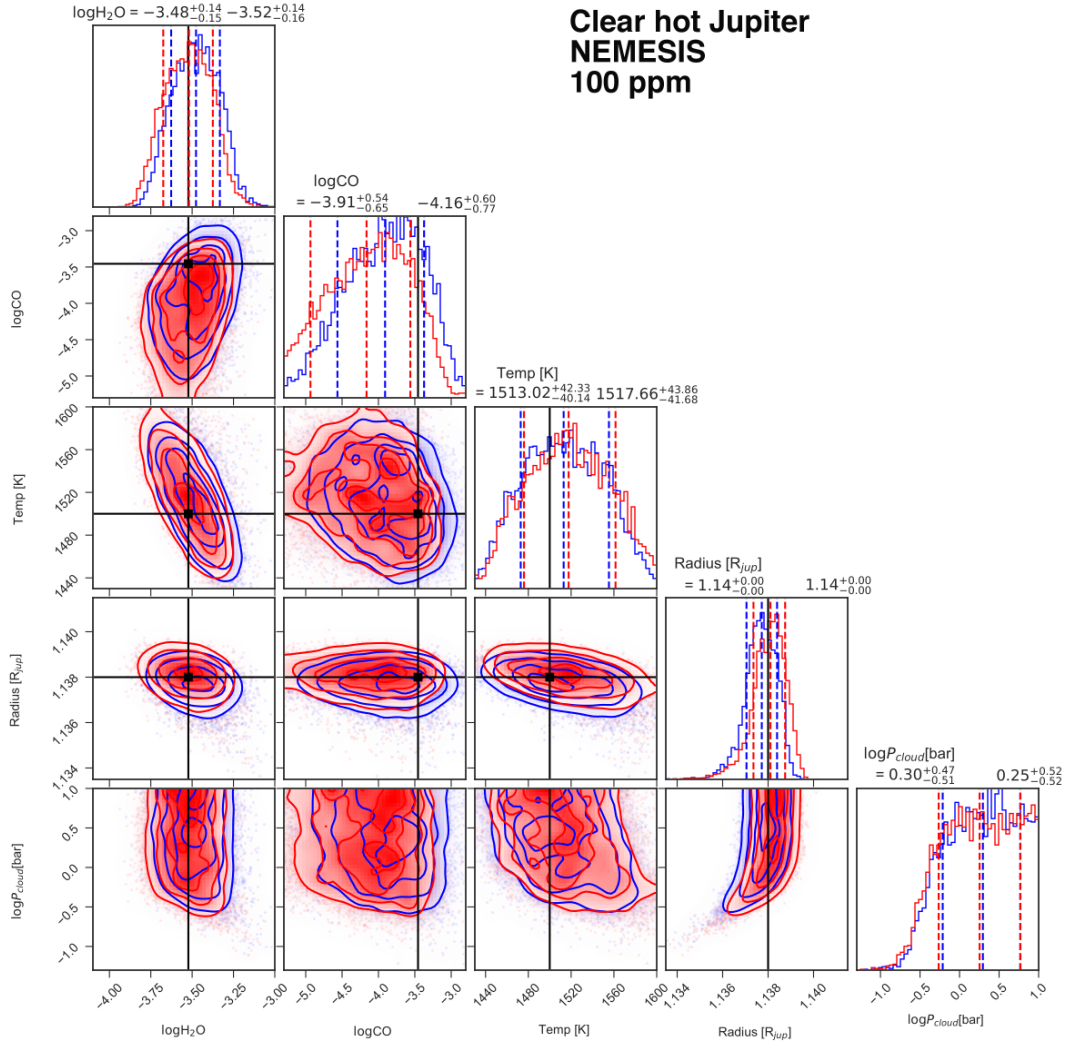 logH₂O = −3.48+0.14−0.15 −3.52+0.14−0.16
Clear hot Jupiter
NEMESIS
100 ppm
logCO
= −3.91+0.54−0.65 −4.16+0.60−0.77
−3.0
−3.5
−4.0
−4.5
−5.0
logCO
Temp [K]
= 1513.02+42.33−40.14 1517.66+43.86−41.68
1600
1560
1520
1480
1440
Temp [K]
Radius [Rjup]
= 1.14+0.00−0.00 1.14+0.00−0.00
1.140
1.138
1.136
1.134
Radius [Rjup]
logPcloud[bar]
= 0.30+0.47−0.51 0.25+0.52−0.52
1.0
0.5
0.0
−0.5
−1.0
logPcloud[bar]
−4.00 −3.75 −3.50 −3.25 −3.00
−5.0 −4.5 −4.0 −3.5 −3.0
1440 1480 1520 1560 1600
1.134 1.136 1.138 1.140
−1.0 −0.5 0.0 0.5 1.0
logH₂O logCO Temp [K] Radius [Rjup] logPcloud[bar]